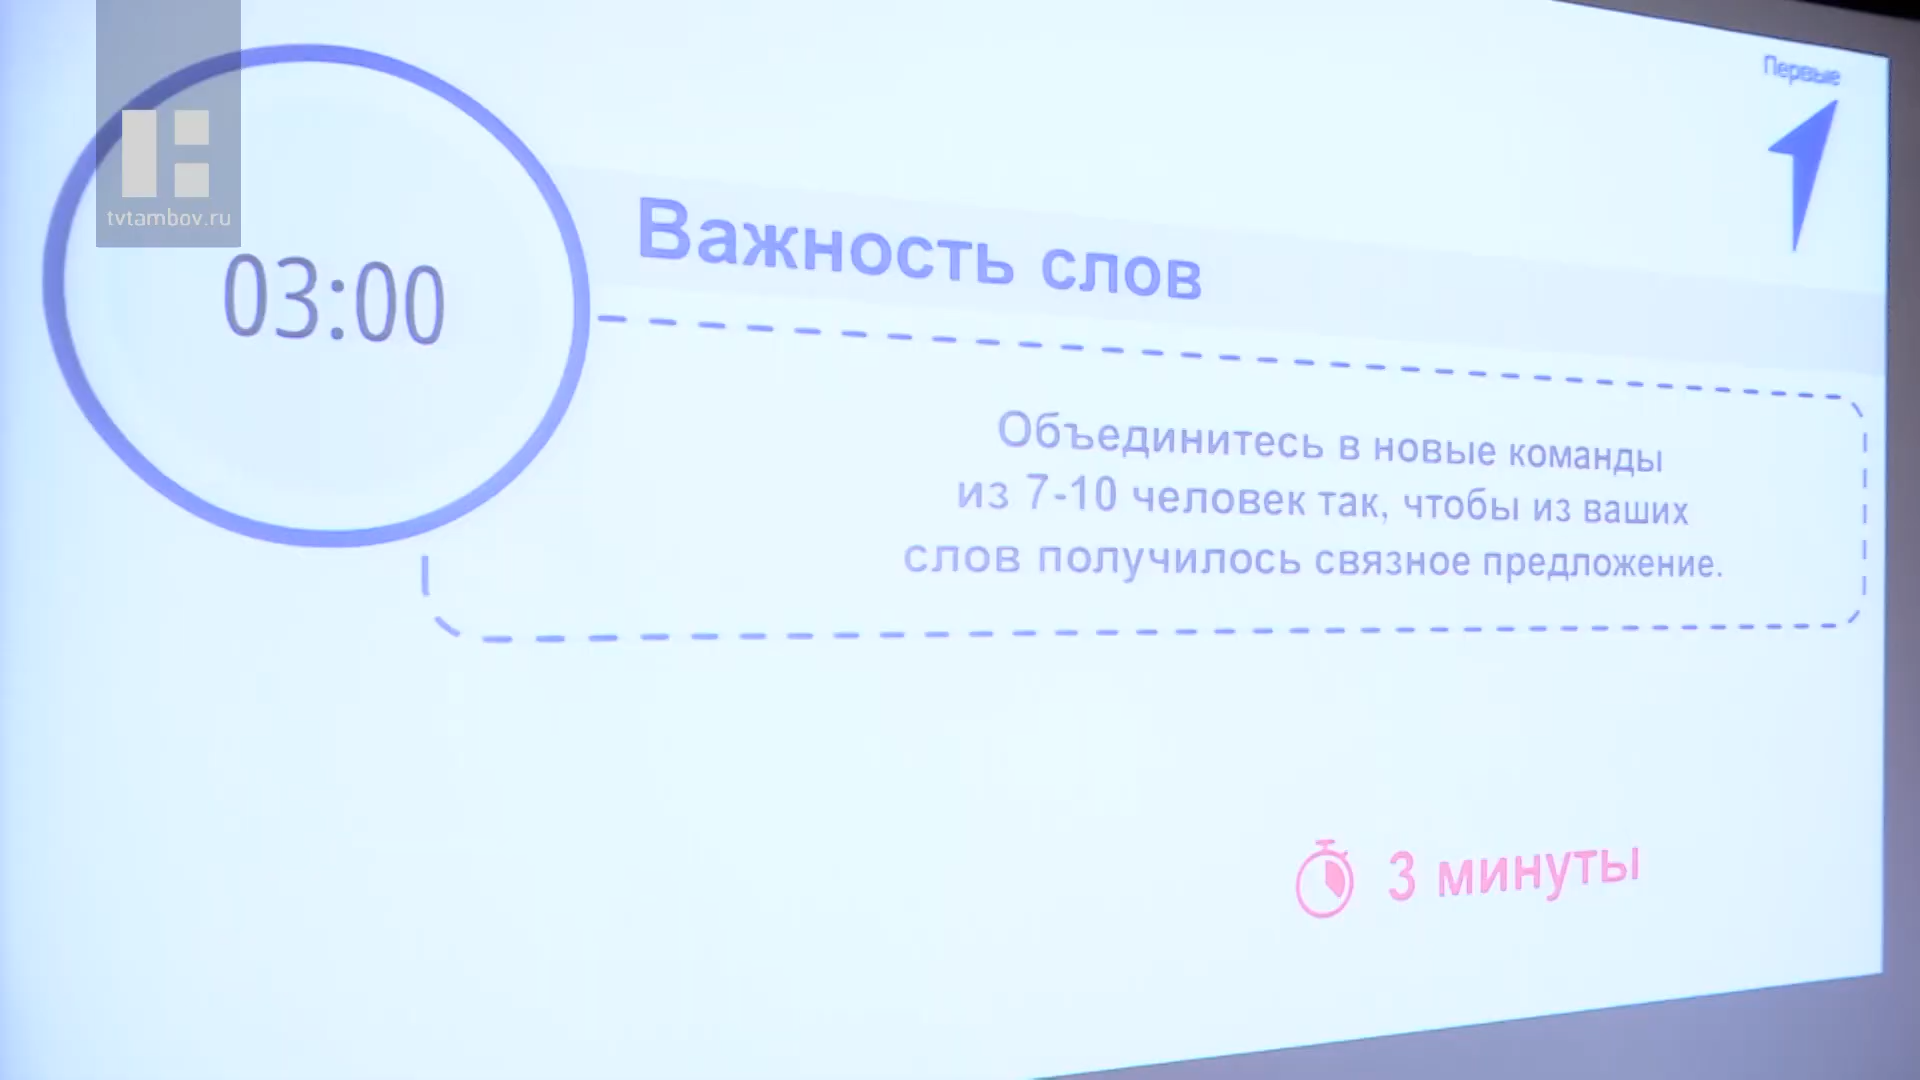 Первые
tvtambov.ru
03:00
Важность слов
Объединитесь в новые команды
из 7-10 человек так, чтобы из ваших
слов получилось связное предложение.
3 минуты